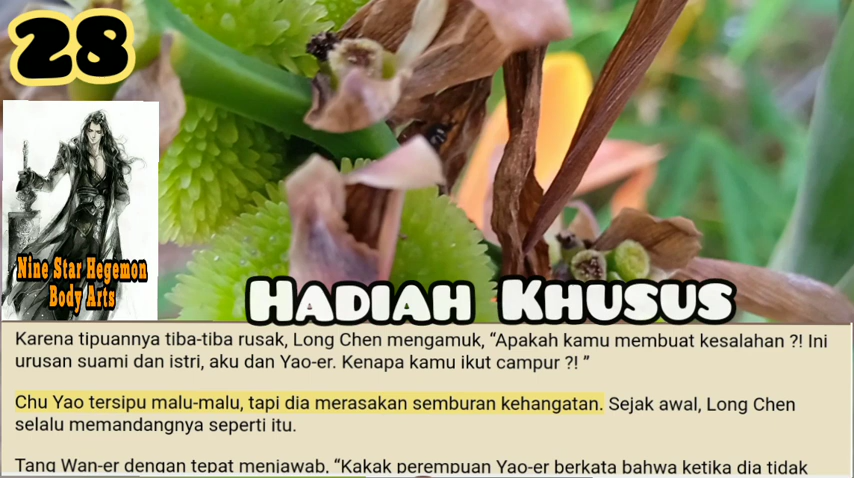 28
Nine Star Hegemon
Body Arts
HADIAH KHUSUS
Karena tipuannya tiba-tiba rusak, Long Chen mengamuk, “Apakah kamu membuat kesalahan ?! Ini
urusan suami dan istri, aku dan Yao-er. Kenapa kamu ikut campur ?! ”
Chu Yao tersipu malu-malu, tapi dia merasakan semburan kehangatan. Sejak awal, Long Chen
selalu memandangnya seperti itu.
Tang Wan-er dengan tepat menjawab, “Kakak perempuan Yao-er berkata bahwa ketika dia tidak